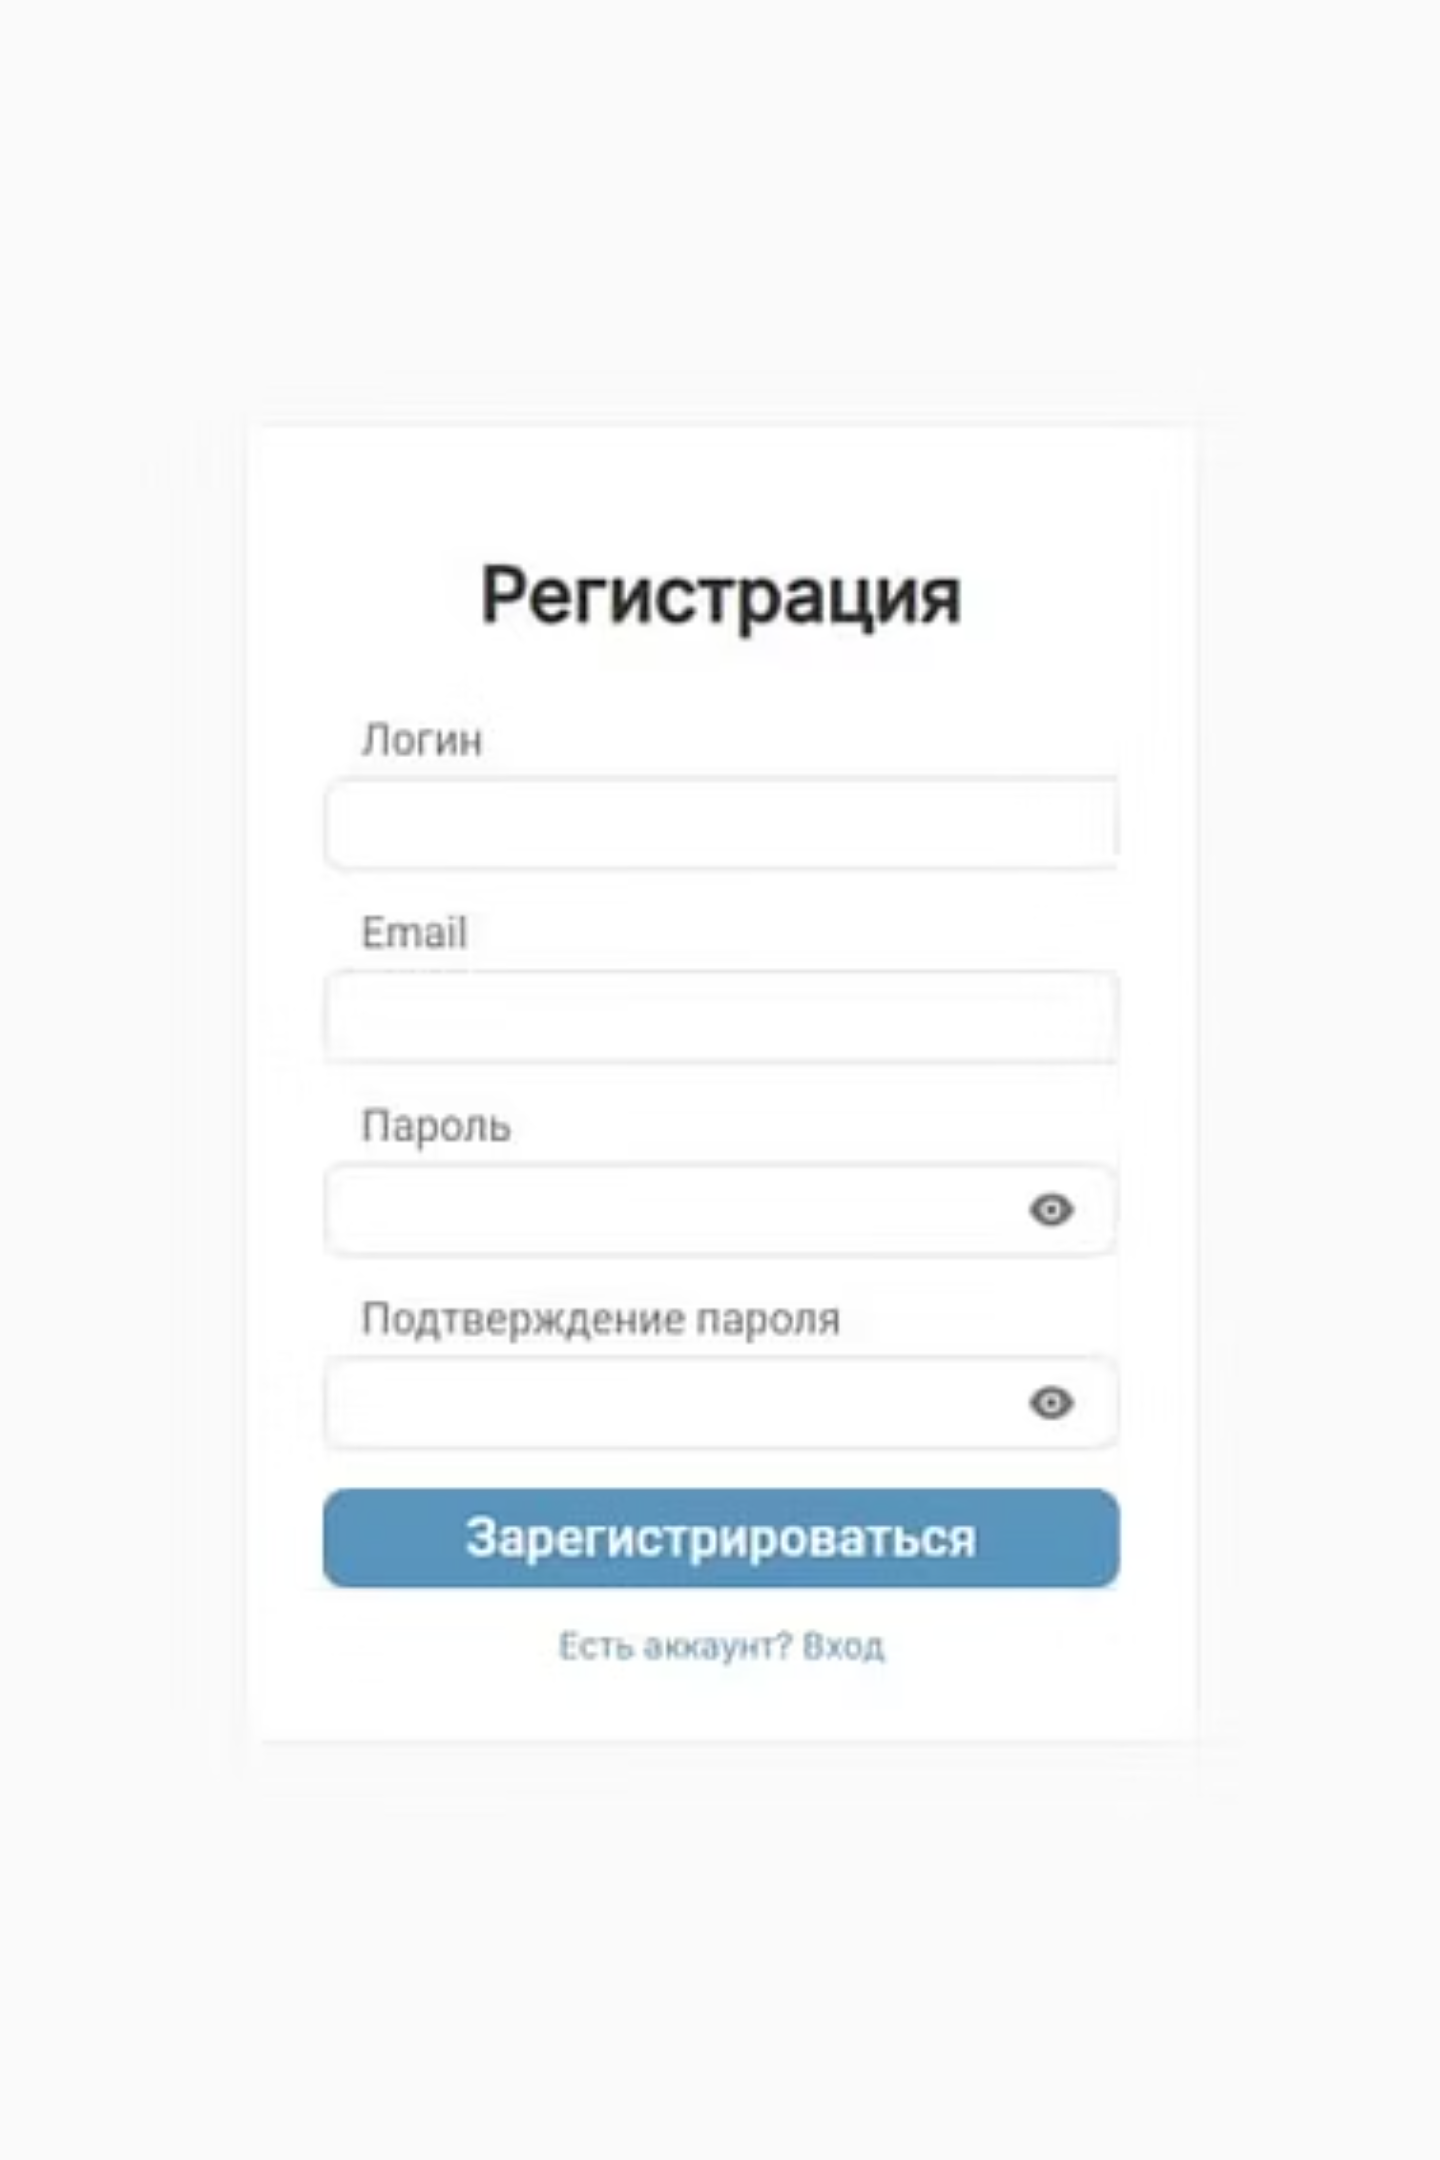 Регистрация
Логин
Email
Пароль
Подтверждение пароля
Зарегистрироваться
Есть аккаунт? Вход